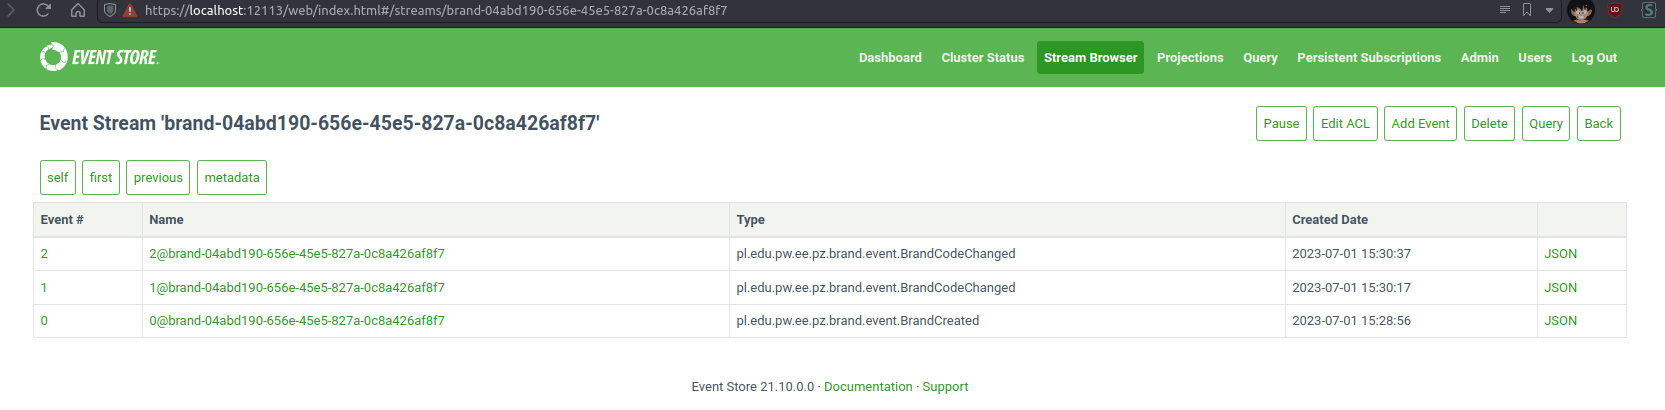 https://localhost:12113/web/index.html#/streams/brand-04abd190-656e-45e5-827a-0c8a426af8f7
EVENT STORE. Dashboard Cluster Status Stream Browser Projections Query Persistent Subscriptions Admin Users Log Out
Event Stream 'brand-04abd190-656e-45e5-827a-0c8a426af8f7' Pause Edit ACL Add Event Delete Query Back
self first previous metadata
Event # Name Type Created Date
2 2@brand-04abd190-656e-45e5-827a-0c8a426af8f7 pl.edu.pw.ee.pz.brand.event.BrandCodeChanged 2023-07-01 15:30:37 JSON
1 1@brand-04abd190-656e-45e5-827a-0c8a426af8f7 pl.edu.pw.ee.pz.brand.event.BrandCodeChanged 2023-07-01 15:30:17 JSON
0 0@brand-04abd190-656e-45e5-827a-0c8a426af8f7 pl.edu.pw.ee.pz.brand.event.BrandCreated 2023-07-01 15:28:56 JSON
Event Store 21.10.0.0 · Documentation · Support